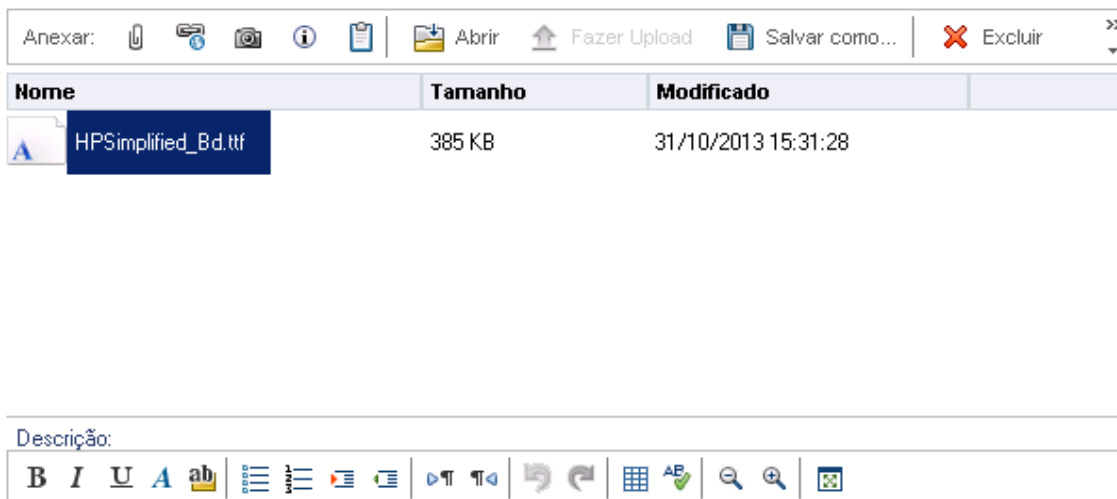 Anexar: Abrir Fazer Upload Salvar como... Excluir
Nome Tamanho Modificado
HPSimplified_Bd.ttf 385 KB 31/10/2013 15:31:28
Descrição:
B I U A ab